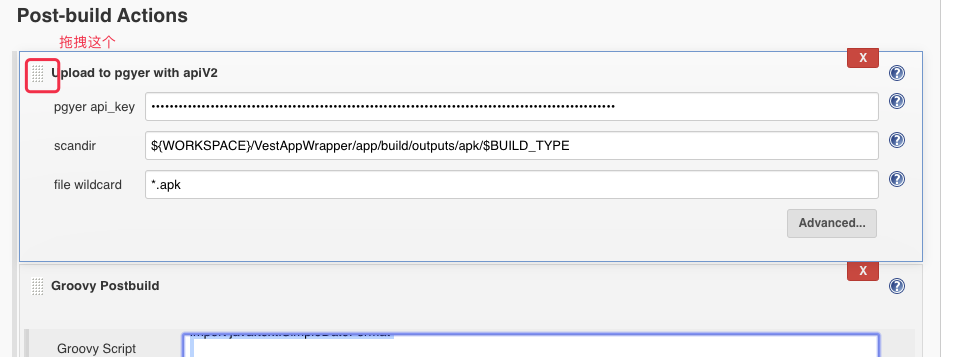 Post-build Actions
拖拽这个
X
Upload to pgyer with apiV2
pgyer api_key
scandir
${WORKSPACE}/VestAppWrapper/app/build/outputs/apk/$BUILD_TYPE
file wildcard
*.apk
Advanced...
X
Groovy Postbuild
Groovy Script